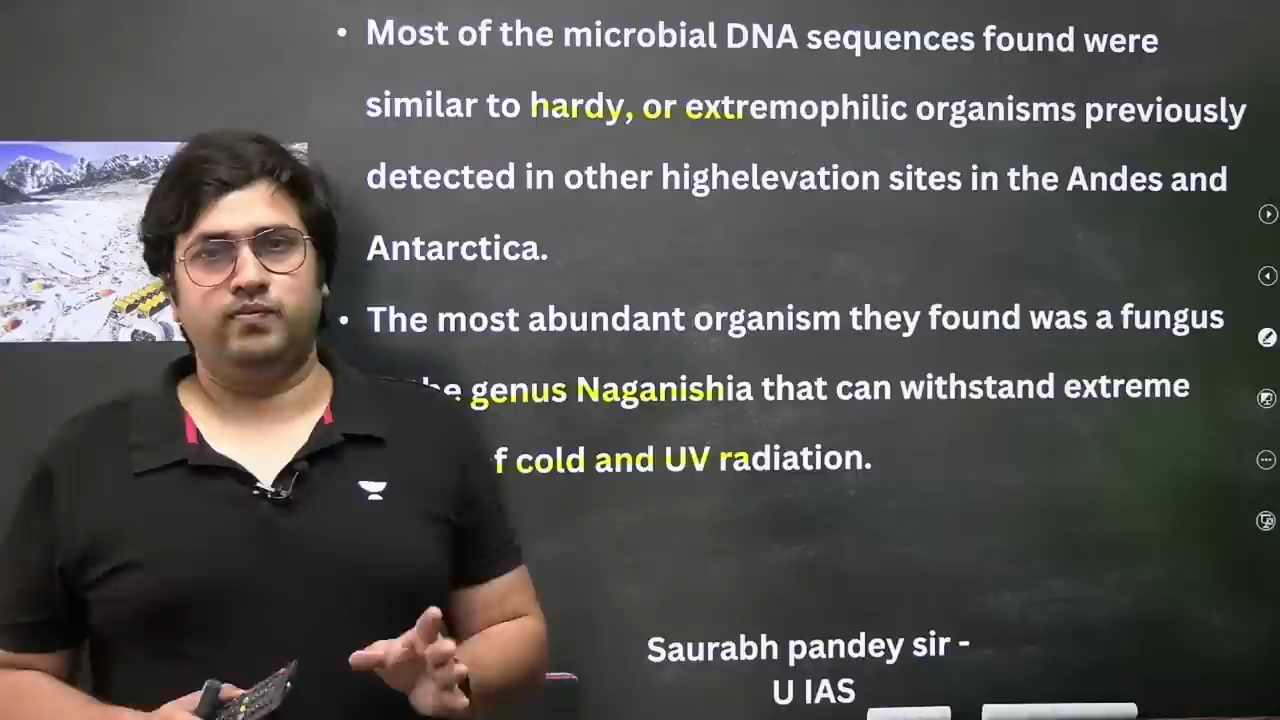 • Most of the microbial DNA sequences found were
similar to hardy, or extremophilic organisms previously
detected in other highelevation sites in the Andes and
Antarctica.
• The most abundant organism they found was a fungus
he genus Naganishia that can withstand extreme
f cold and UV radiation.
Saurabh pandey sir -
U IAS